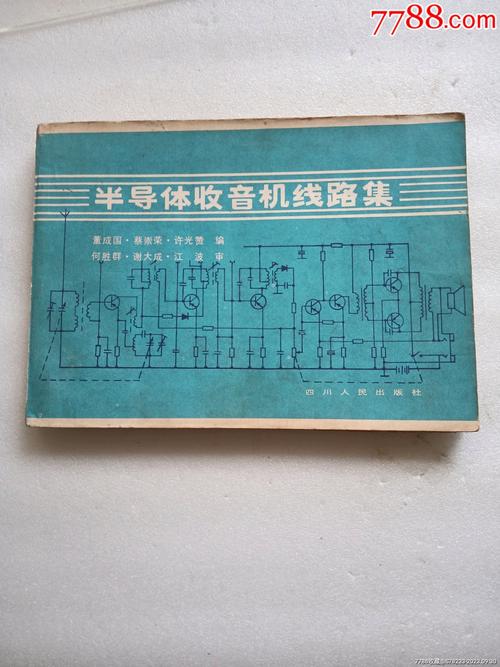 7788.com
半导体收音机线路集
董成国·蔡崇荣·许光赞 编
何胜群·谢大成·江 波 审
四川人民出版社